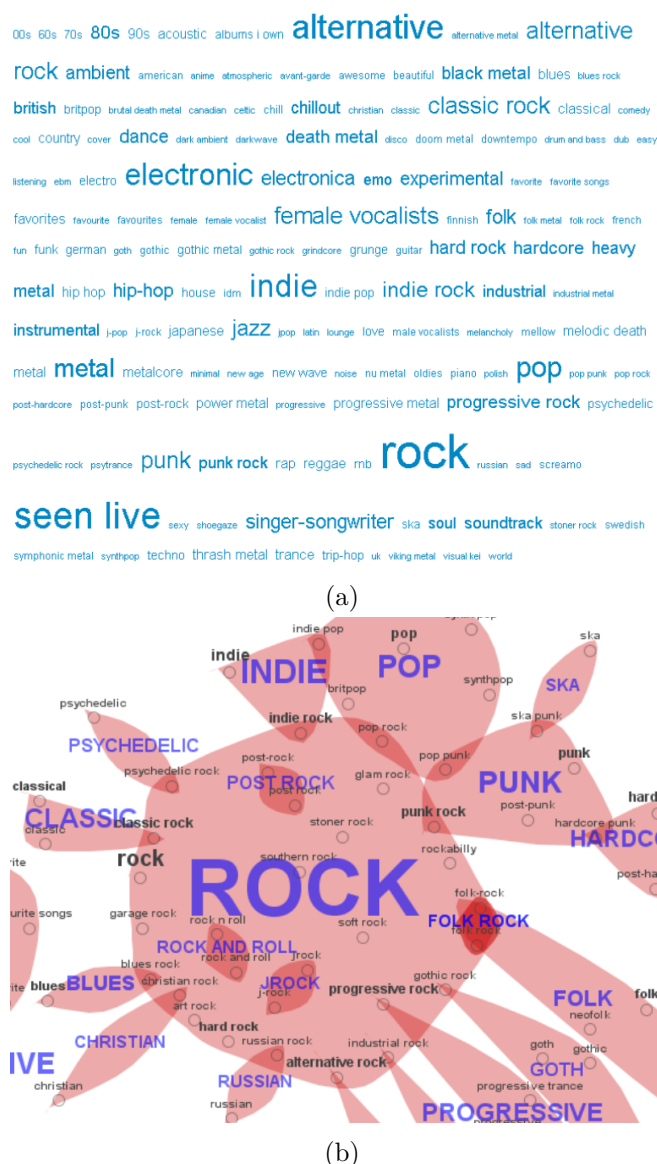 00s 60s 70s 80s 90s acoustic albums i own alternative alternative metal alternative
rock ambient american anime atmospheric avant-garde awesome beautiful black metal blues blues rock
british britpop brutal death metal canadian celtic chill chillout christian classic classic rock classical comedy
cool country cover dance dark ambient darkwave death metal disco doom metal downtempo drum and bass dub easy
listening ebm electro electronic electronica emo experimental favorite favorite songs
favorites favourite favourites female female vocalist female vocalists finnish folk folk metal folk rock french
fun funk german goth gothic gothic metal gothic rock grindcore grunge guitar hard rock hardcore heavy
metal hip hop hip-hop house idm indie indie pop indie rock industrial industrial metal
instrumental j-pop j-rock japanese jazz jpop latin lounge love male vocalists melancholy mellow melodic death
metal metal metalcore minimal new age new wave noise nu metal oldies piano polish pop pop punk pop rock
post-hardcore post-punk post-rock power metal progressive progressive metal progressive rock psychedelic
psychedelic rock psytrance punk punk rock rap reggae rnb rock russian sad screamo
seen live sexy shoegaze singer-songwriter ska soul soundtrack stoner rock swedish
symphonic metal synthpop techno thrash metal trance trip-hop uk viking metal visual kei world
(a)
indie pop pop ska
indie INDIE POP
synthpop SKA
britpop
psychedelic
indie rock pop rock ska punk
PSYCHEDELIC post-rock pop punk punk
psychedelic rock POST ROCK glam rock PUNK
classical post rock hard
CLASSIC classic rock punk rock post-punk hardcore punk
classic stoner rock HARDCO
rock southern rock rockabilly
rite ROCK post-ha
urite songs garage rock rock n roll soft rock folk-rock
FOLK ROCK
ROCK AND ROLL folk rock
blues rock rock and roll jrock gothic rock
rite blues BLUES christian rock j-rock JROCK progressive rock FOLK folk
art rock neofolk
CHRISTIAN hard rock
russian rock industrial rock goth gothic
IVE RUSSIAN alternative rock GOTH
christian progressive trance
russian PROGRESSIVE
progressive
(b)